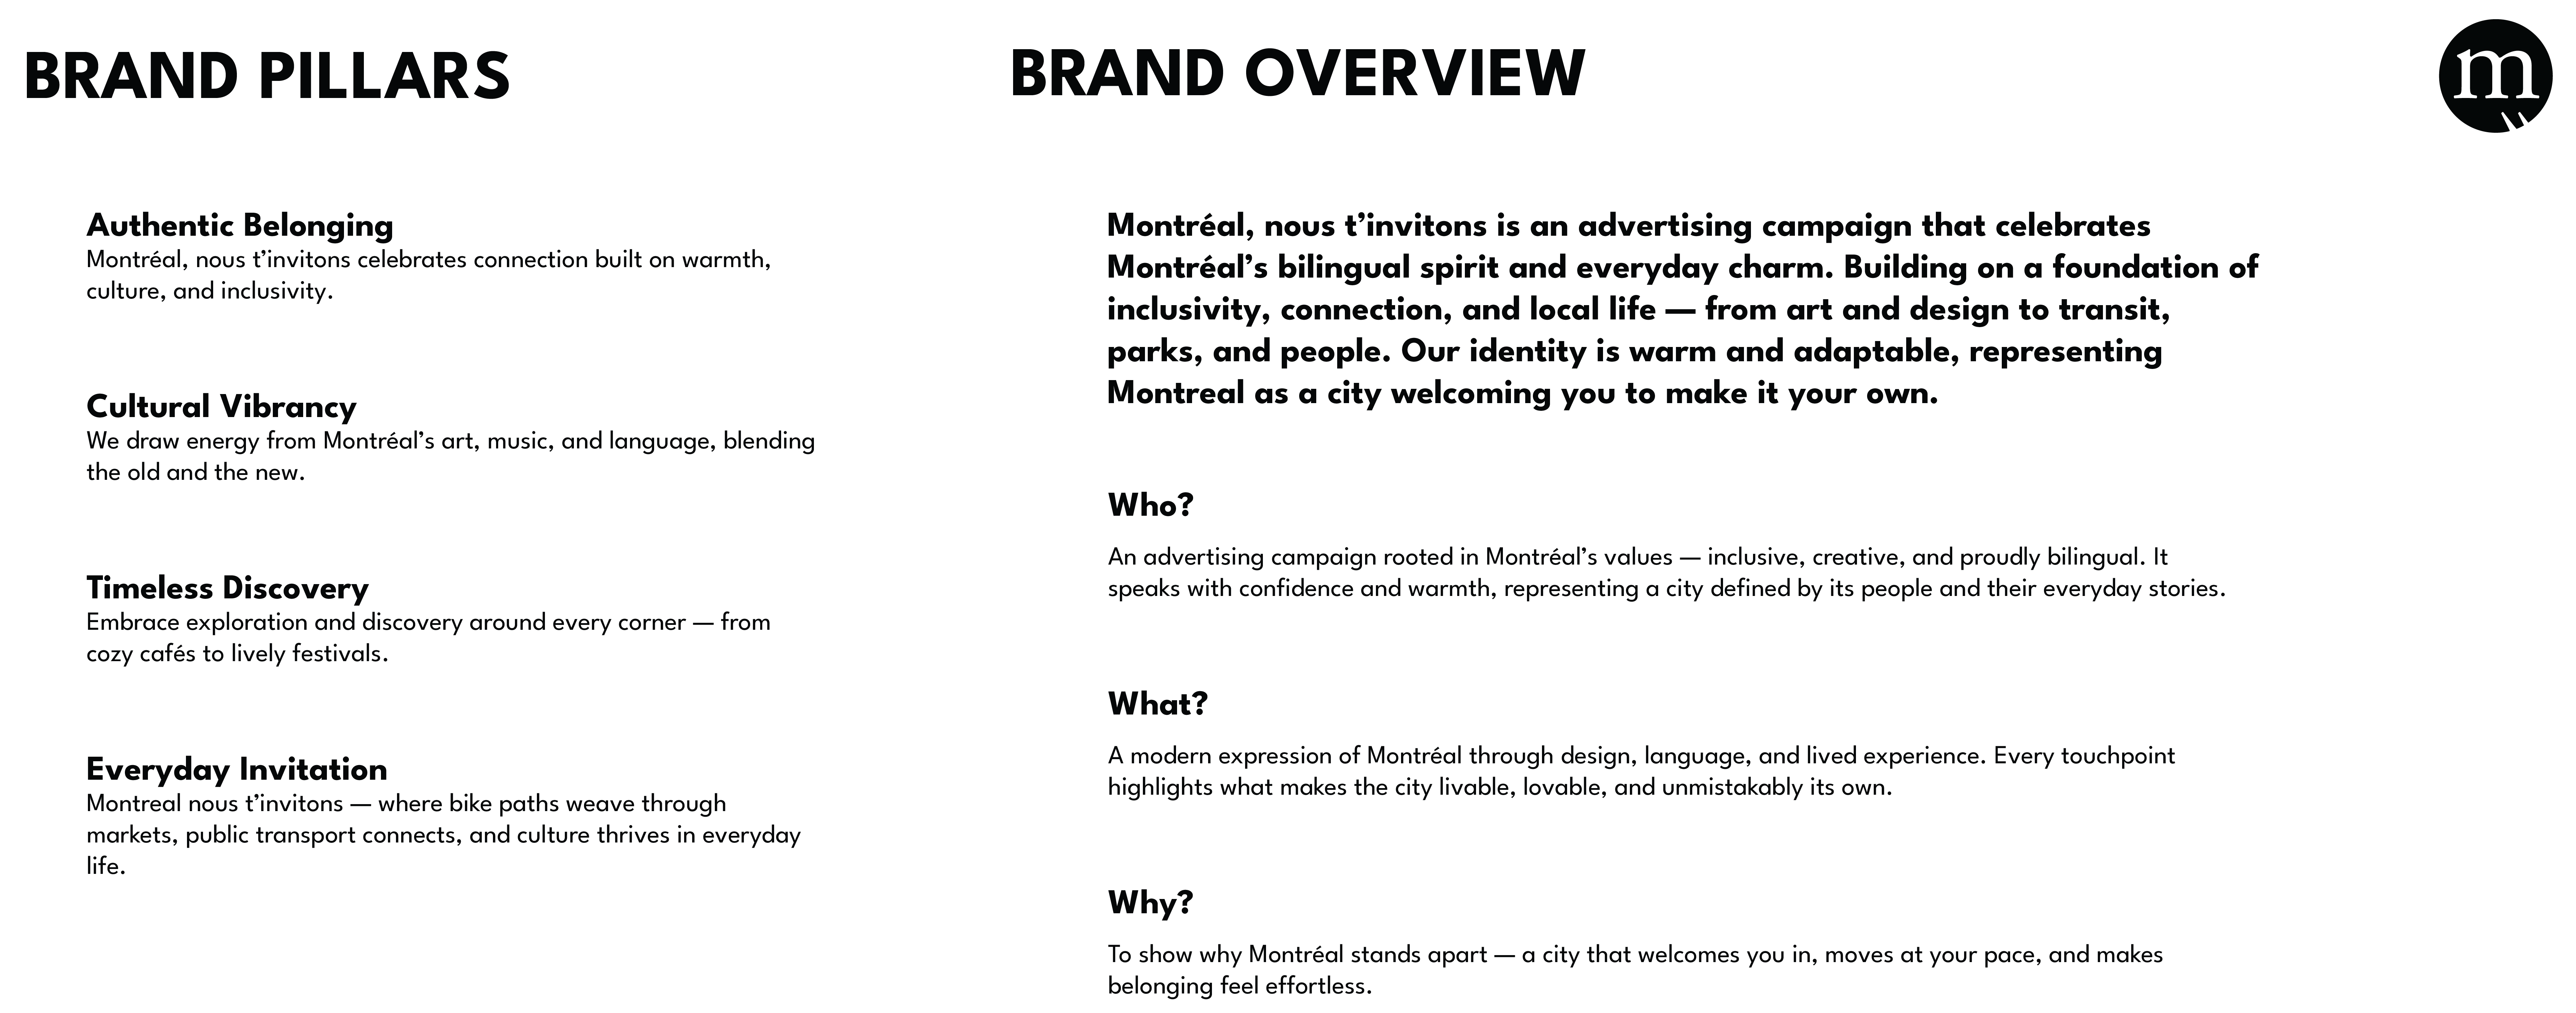 BRAND PILLARS
Authentic Belonging
Montréal, nous t’invitons celebrates connection built on warmth,
culture, and inclusivity.
Cultural Vibrancy
We draw energy from Montréal’s art, music, and language, blending
the old and the new.
Timeless Discovery
Embrace exploration and discovery around every corner — from
cozy cafés to lively festivals.
Everyday Invitation
Montreal nous t’invitons — where bike paths weave through
markets, public transport connects, and culture thrives in everyday
life.
BRAND OVERVIEW
m
Montréal, nous t’invitons is an advertising campaign that celebrates
Montréal’s bilingual spirit and everyday charm. Building on a foundation of
inclusivity, connection, and local life — from art and design to transit,
parks, and people. Our identity is warm and adaptable, representing
Montreal as a city welcoming you to make it your own.
Who?
An advertising campaign rooted in Montréal’s values — inclusive, creative, and proudly bilingual. It
speaks with confidence and warmth, representing a city defined by its people and their everyday stories.
What?
A modern expression of Montréal through design, language, and lived experience. Every touchpoint
highlights what makes the city livable, lovable, and unmistakably its own.
Why?
To show why Montréal stands apart — a city that welcomes you in, moves at your pace, and makes
belonging feel effortless.